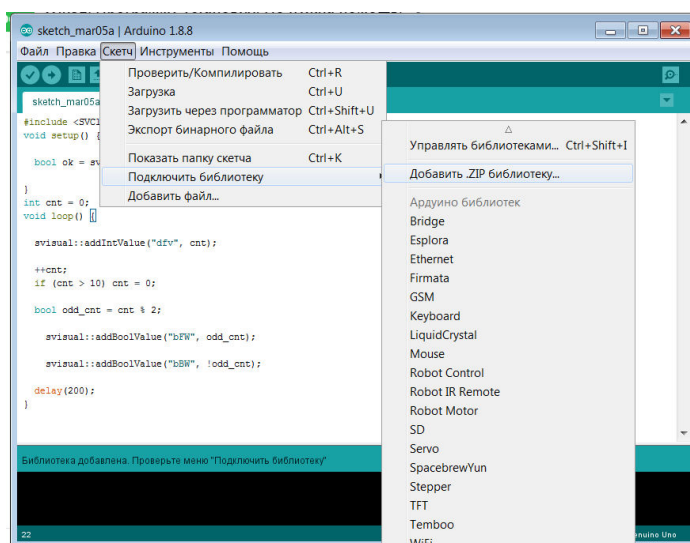 sketch_mar05a | Arduino 1.8.8
Файл Правка Скетч Инструменты Помощь
Проверить/Компилировать Ctrl+R
Загрузка Ctrl+U
Загрузить через программатор Ctrl+Shift+U
Экспорт бинарного файла Ctrl+Alt+S
Показать папку скетча Ctrl+K
Подключить библиотеку
Добавить файл...
Управлять библиотеками... Ctrl+Shift+I
Добавить .ZIP библиотеку...
Ардуино библиотек
Bridge
Esplora
Ethernet
Firmata
GSM
Keyboard
LiquidCrystal
Mouse
Robot Control
Robot IR Remote
Robot Motor
SD
Servo
SpacebrewYun
Stepper
TFT
Temboo
WiFi
sketch_mar05a
#include <SVCl
void setup() {
bool ok = sv
}
int cnt = 0;
void loop() {
svisual::addIntValue("dfv", cnt);
++cnt;
if (cnt > 10) cnt = 0;
bool odd_cnt = cnt % 2;
svisual::addBoolValue("bFW", odd_cnt);
svisual::addBoolValue("bBW", !odd_cnt);
delay(200);
}
Библиотека добавлена. Проверьте меню "Подключить библиотеку"
22
nuino Uno